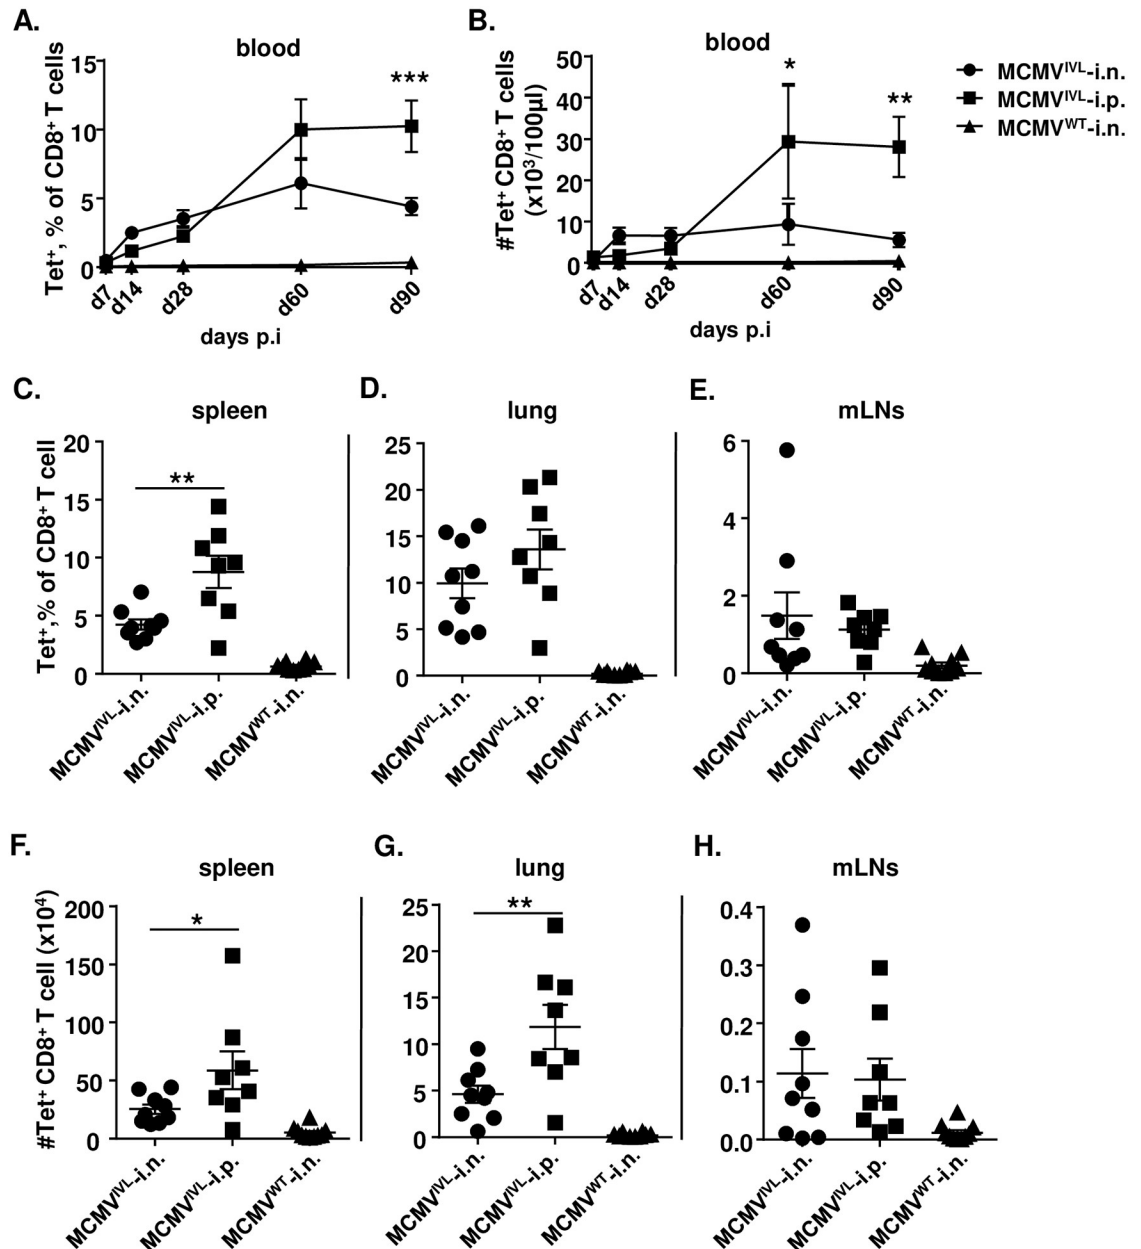 A.
blood
***
15
10
5
0
Tet⁺, % of CD8⁺ T cells
d7
d14
d28
d60
d90
days p.i
B.
blood
*
**
50
40
30
20
10
0
#Tet⁺ CD8⁺ T cells
(x10³/100µl)
d7
d14
d28
d60
d90
days p.i
MCMVᴵⱽᴸ-i.n.
MCMVᴵⱽᴸ-i.p.
MCMVᵂᵀ-i.n.
C.
spleen
**
20
15
10
5
0
Tet⁺,% of CD8⁺ T cell
MCMVᴵⱽᴸ-i.n.
MCMVᴵⱽᴸ-i.p.
MCMVᵂᵀ-i.n.
D.
lung
25
20
15
10
5
0
MCMVᴵⱽᴸ-i.n.
MCMVᴵⱽᴸ-i.p.
MCMVᵂᵀ-i.n.
E.
mLNs
6
4
2
0
MCMVᴵⱽᴸ-i.n.
MCMVᴵⱽᴸ-i.p.
MCMVᵂᵀ-i.n.
F.
spleen
*
200
150
100
50
0
#Tet⁺ CD8⁺ T cell (x10⁴)
MCMVᴵⱽᴸ-i.n.
MCMVᴵⱽᴸ-i.p.
MCMVᵂᵀ-i.n.
G.
lung
**
25
20
15
10
5
0
MCMVᴵⱽᴸ-i.n.
MCMVᴵⱽᴸ-i.p.
MCMVᵂᵀ-i.n.
H.
mLNs
0.4
0.3
0.2
0.1
0.0
MCMVᴵⱽᴸ-i.n.
MCMVᴵⱽᴸ-i.p.
MCMVᵂᵀ-i.n.